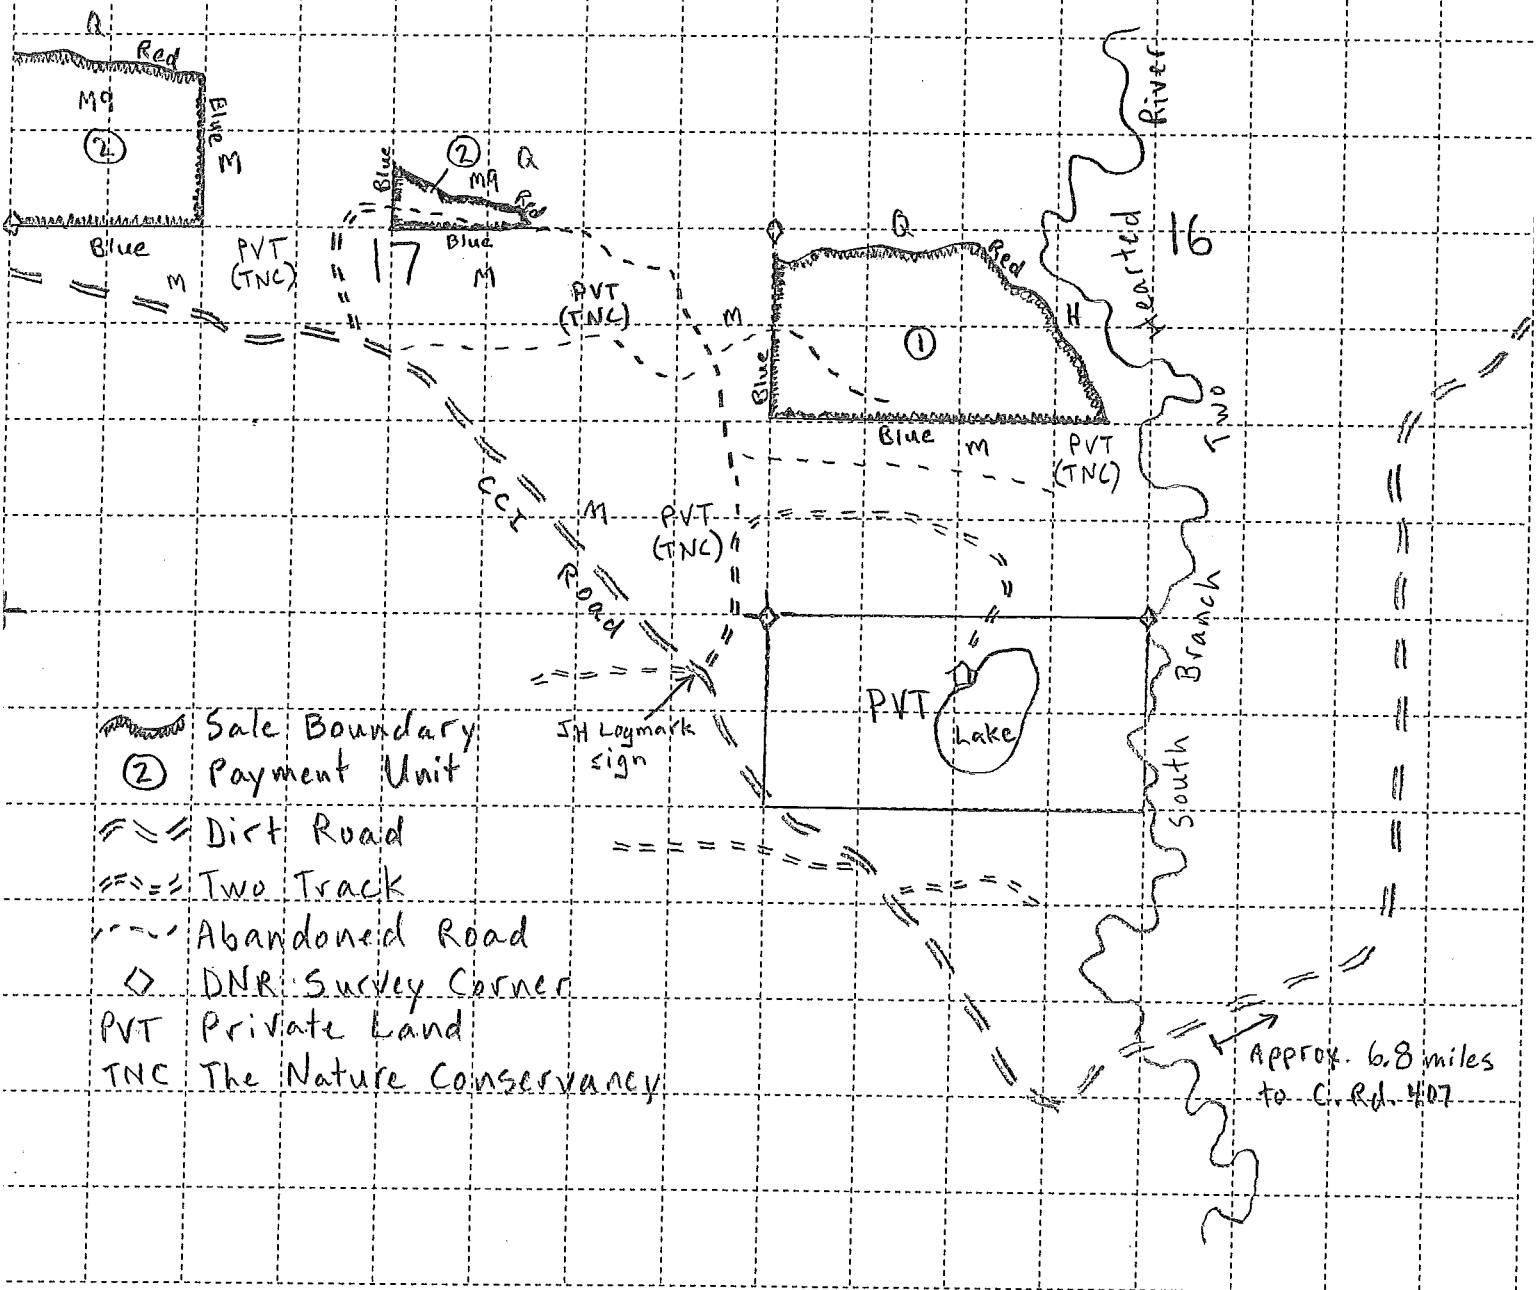 Q
Red
M9
2
Blue
M
Blue
M
PVT
(TNC)
Blue
2
Q
M9
Red
Blue
17
M
PVT
(TNC)
M
Q
Red
H
1
Blue
Blue
M
PVT
(TNC)
16
South Branch Two Hearted River
CCI Road
M
PVT
(TNC)
JH Logmark
sign
PVT
Lake
Approx. 6.8 miles
to C. Rd. 407
Sale Boundary
2 Payment Unit
Dirt Road
Two Track
Abandoned Road
DNR Survey Corner
PVT Private Land
TNC The Nature Conservancy